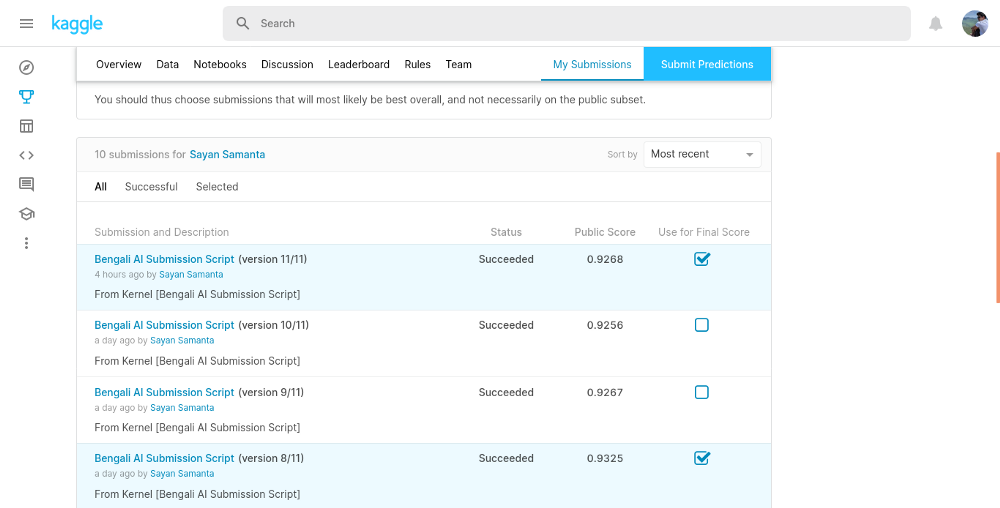 kaggle
Search
Overview Data Notebooks Discussion Leaderboard Rules Team My Submissions Submit Predictions
You should thus choose submissions that will most likely be best overall, and not necessarily on the public subset.
10 submissions for Sayan Samanta Sort by Most recent
All Successful Selected
Submission and Description Status Public Score Use for Final Score
Bengali AI Submission Script (version 11/11) Succeeded 0.9268
4 hours ago by Sayan Samanta
From Kernel [Bengali AI Submission Script]
Bengali AI Submission Script (version 10/11) Succeeded 0.9256
a day ago by Sayan Samanta
From Kernel [Bengali AI Submission Script]
Bengali AI Submission Script (version 9/11) Succeeded 0.9267
a day ago by Sayan Samanta
From Kernel [Bengali AI Submission Script]
Bengali AI Submission Script (version 8/11) Succeeded 0.9325
a day ago by Sayan Samanta
From Kernel [Bengali AI Submission Script]